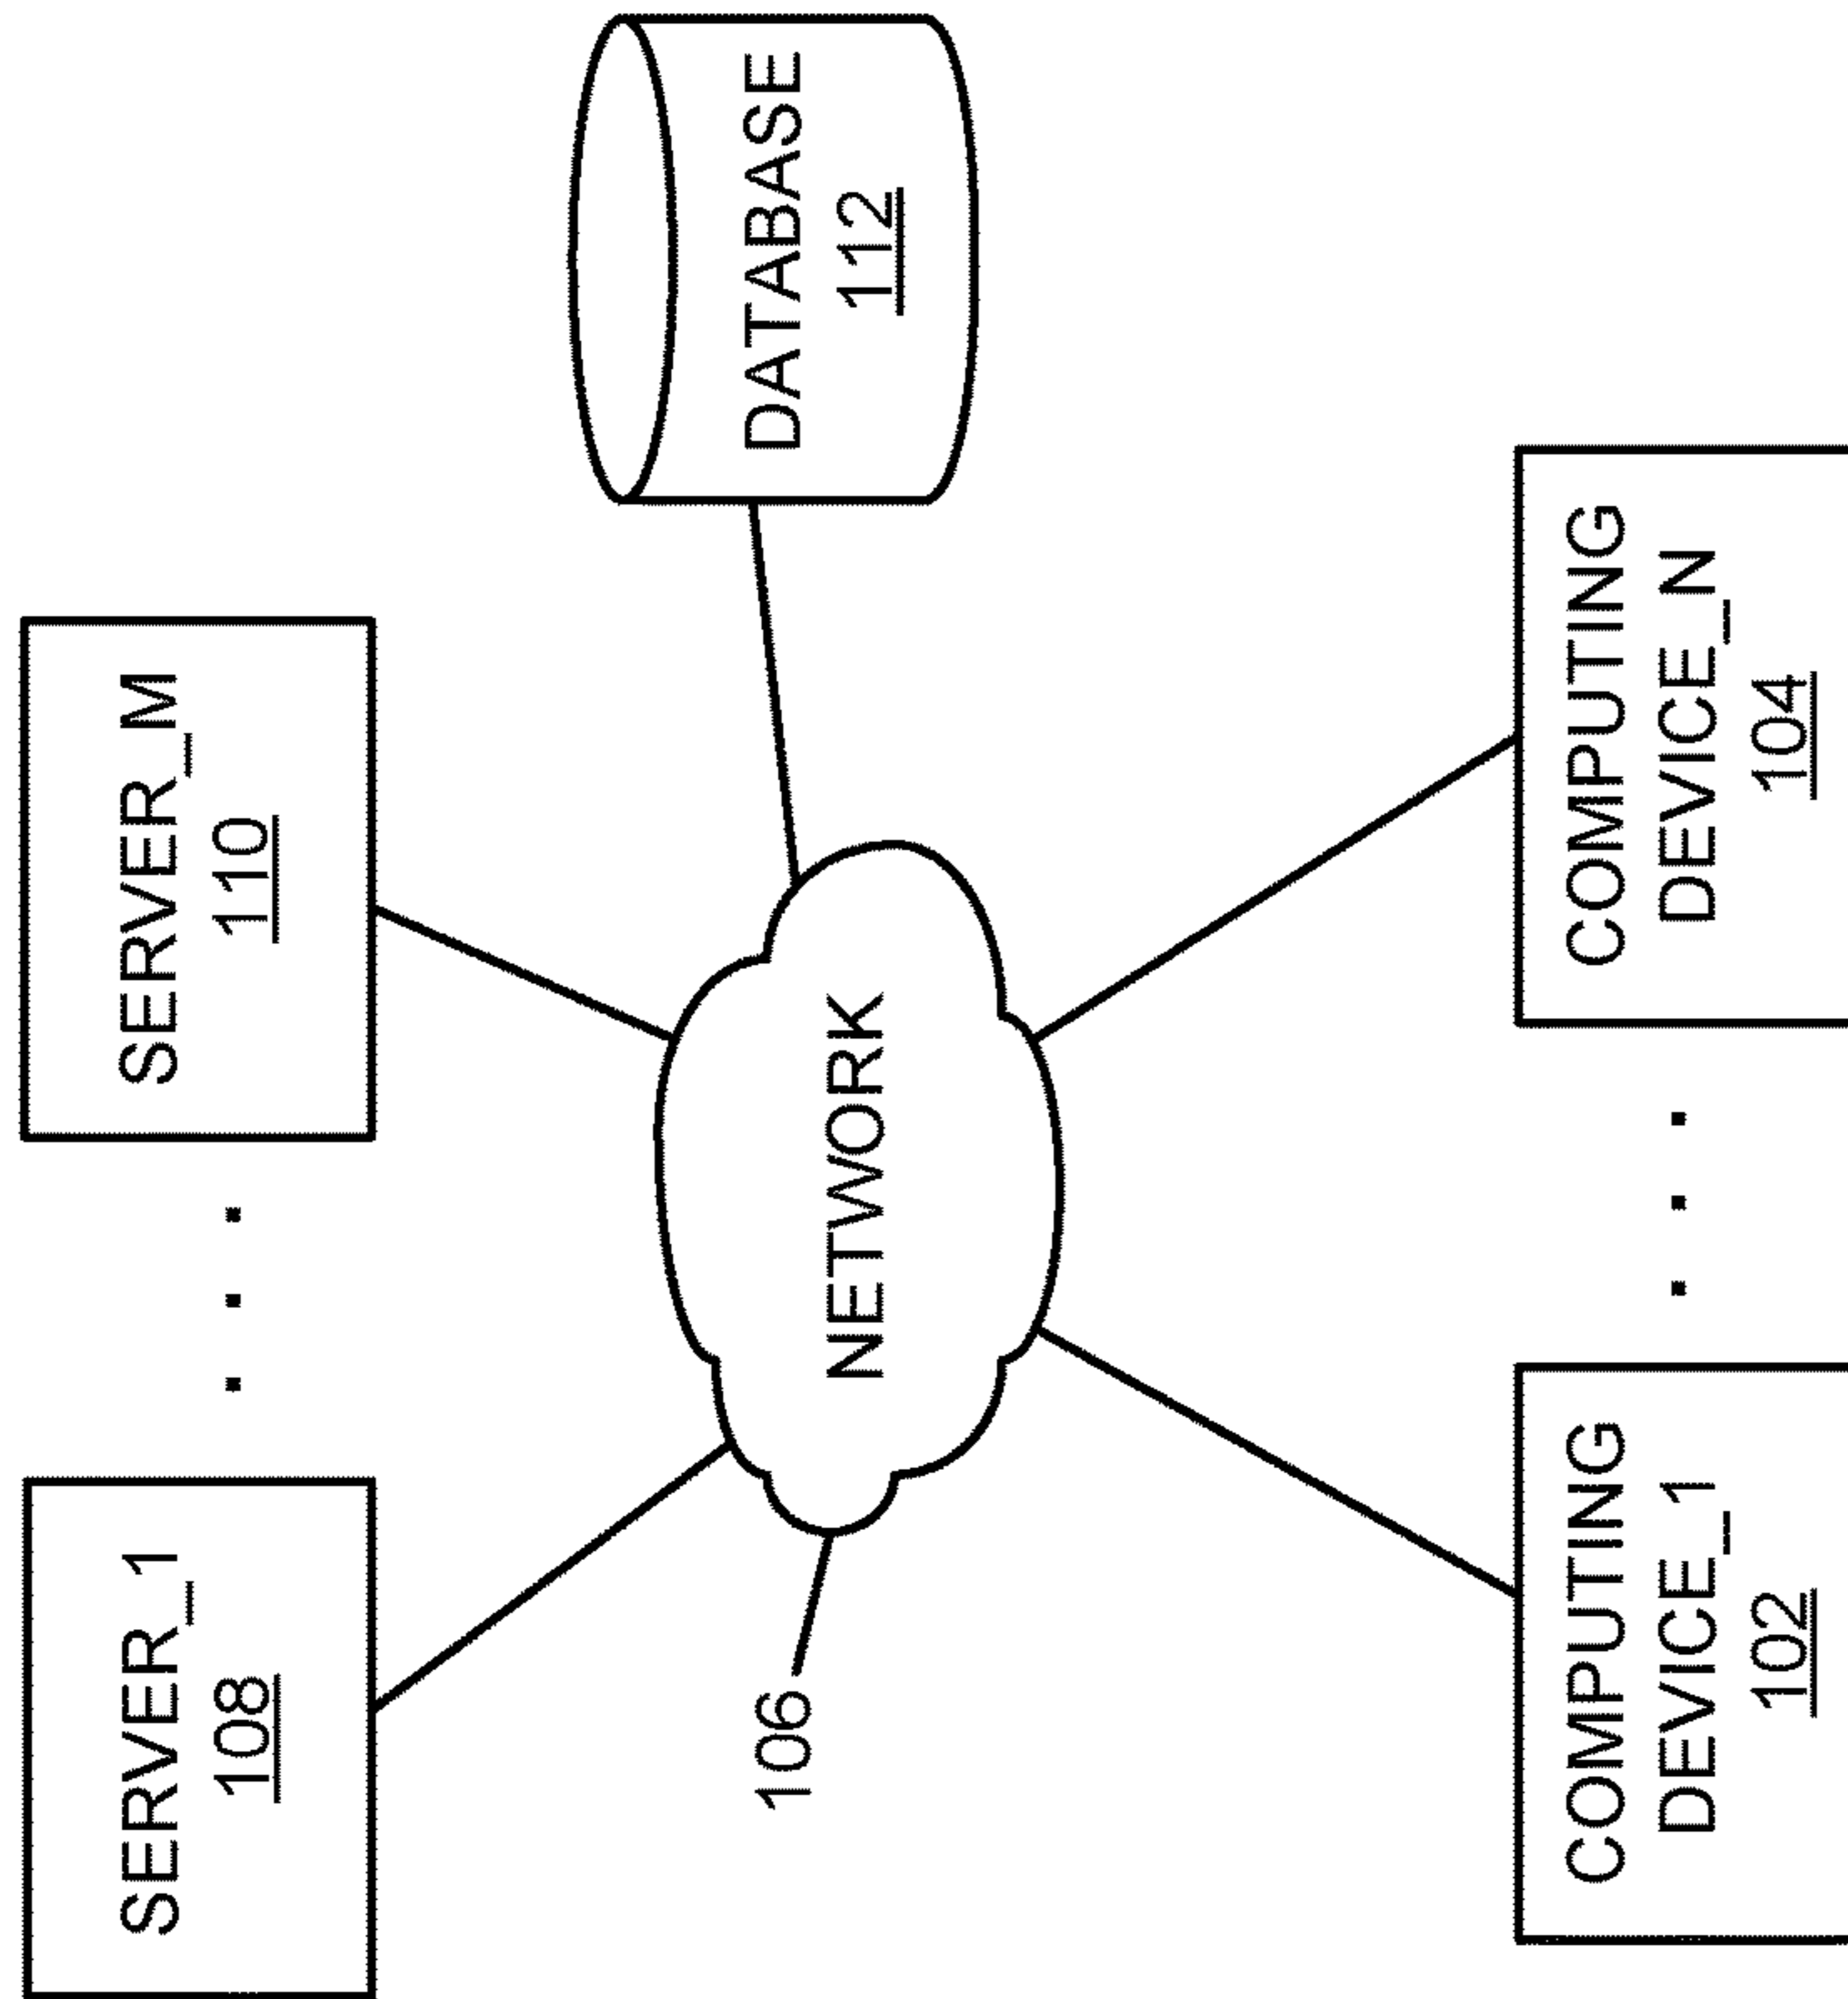 SERVER_1
108
. . .
SERVER_M
110
DATABASE
112
NETWORK
106
COMPUTING
DEVICE_1
102
. . .
COMPUTING
DEVICE_N
104